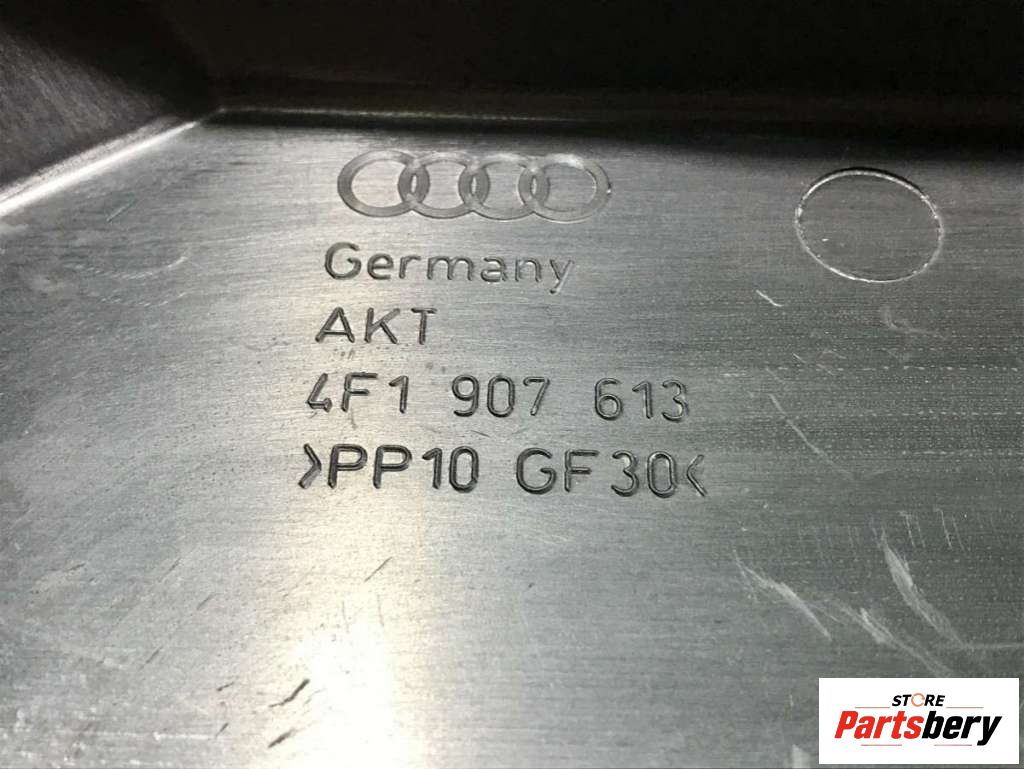 Germany
AKT
4F1 907 613
>PP10 GF30<
STORE
Partsbery